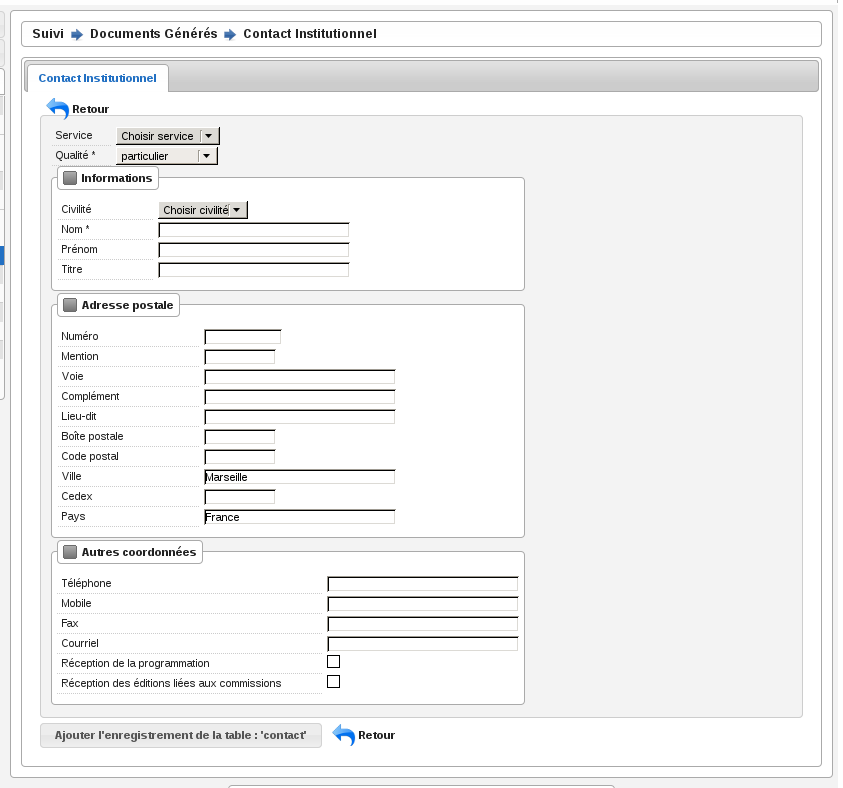 Suivi Documents Générés Contact Institutionnel
Contact Institutionnel
Retour
Service Choisir service
Qualité * particulier
Informations
Civilité Choisir civilité
Nom *
Prénom
Titre
Adresse postale
Numéro
Mention
Voie
Complément
Lieu-dit
Boîte postale
Code postal
Ville Marseille
Cedex
Pays France
Autres coordonnées
Téléphone
Mobile
Fax
Courriel
Réception de la programmation
Réception des éditions liées aux commissions
Ajouter l'enregistrement de la table : 'contact' Retour